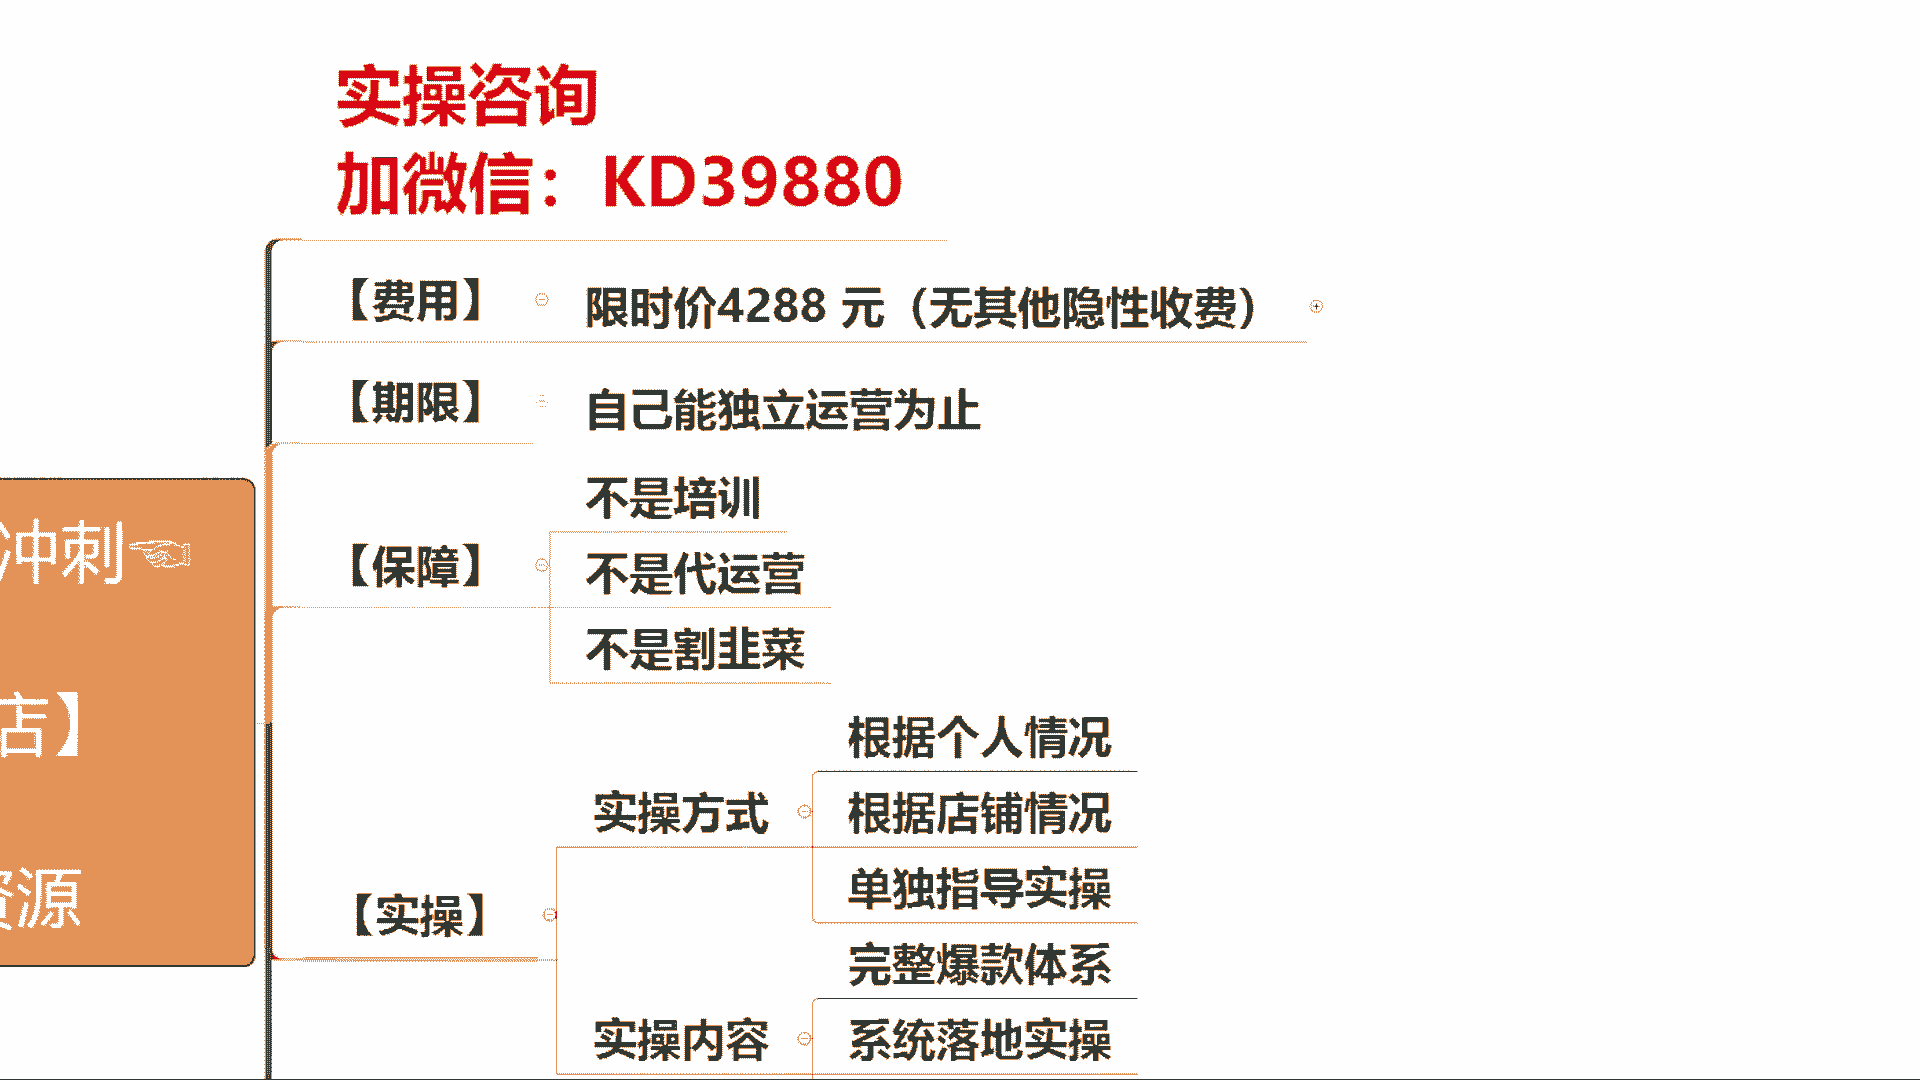 实操咨询
加微信：KD39880
【费用】
限时价4288 元（无其他隐性收费）
【期限】
自己能独立运营为止
【保障】
不是培训
不是代运营
不是割韭菜
冲刺☜
店】
资源
【实操】
实操方式
根据个人情况
根据店铺情况
单独指导实操
实操内容
完整爆款体系
系统落地实操